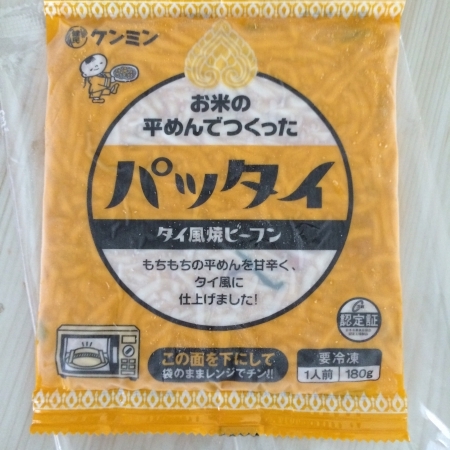 ケンミン
お米の
平めんでつくった
パッタイ
タイ風焼ビーフン
もちもちの平めんを甘辛く、
タイ風に
仕上げました!
認定証
この面を下にして
袋のままレンジでチン!!
要冷凍
1人前 180g